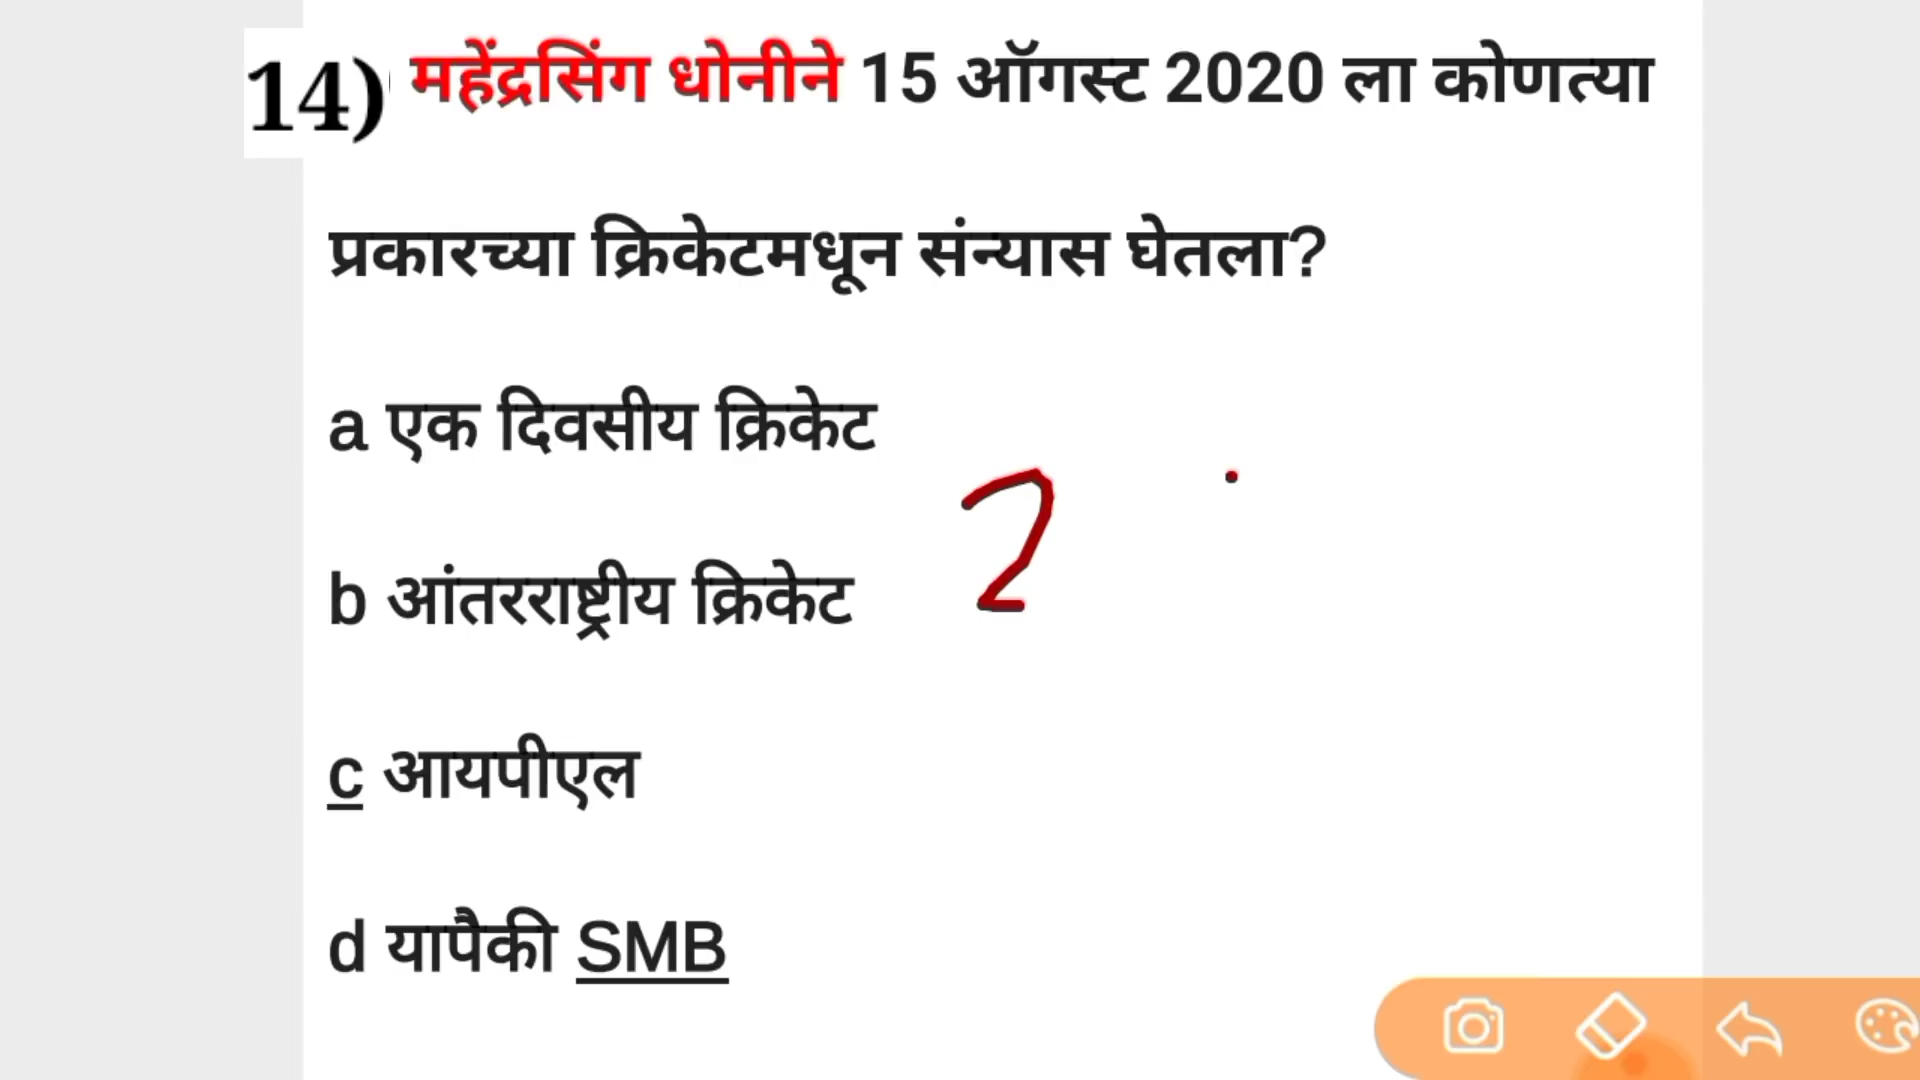 14) महेंद्रसिंग धोनीने 15 ऑगस्ट 2020 ला कोणत्या
प्रकारच्या क्रिकेटमधून संन्यास घेतला?
a एक दिवसीय क्रिकेट
2
b आंतरराष्ट्रीय क्रिकेट
c आयपीएल
d यापैकी SMB